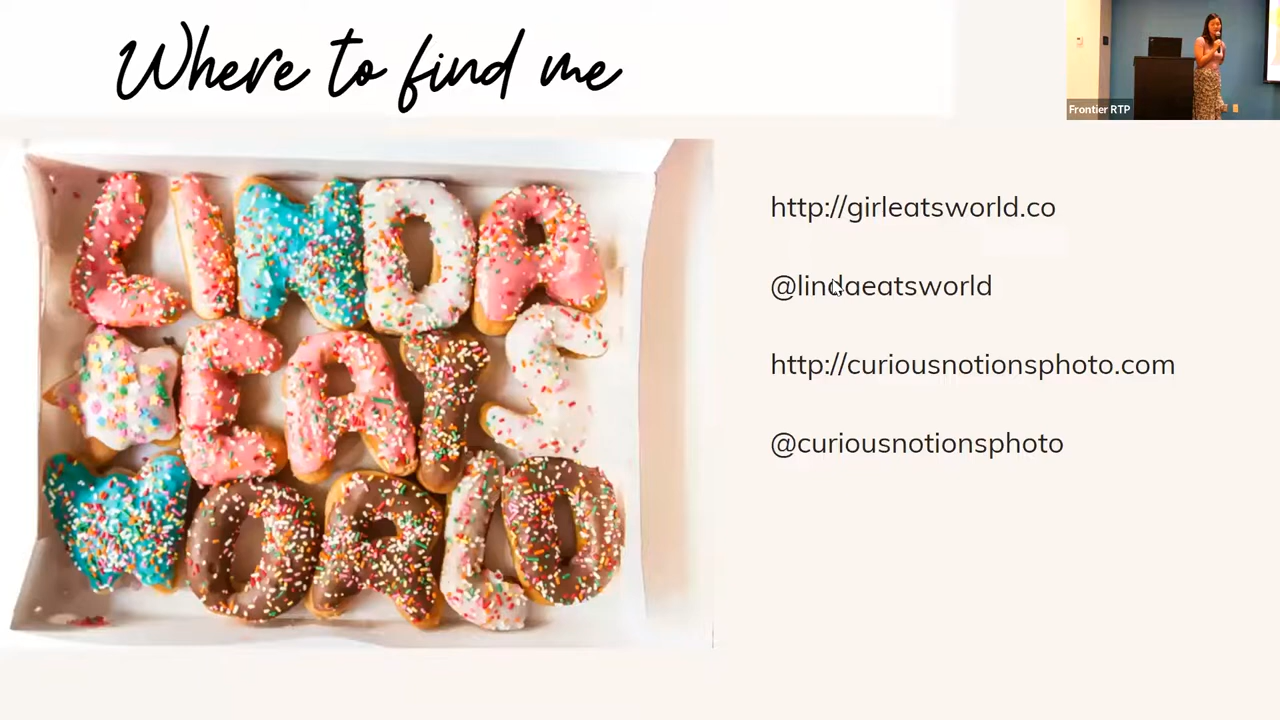 Where to find me
Frontier RTP
LINDA
EATS
WORLD
http://girleatsworld.co
@lindaeatsworld
http://curiousnotionsphoto.com
@curiousnotionsphoto